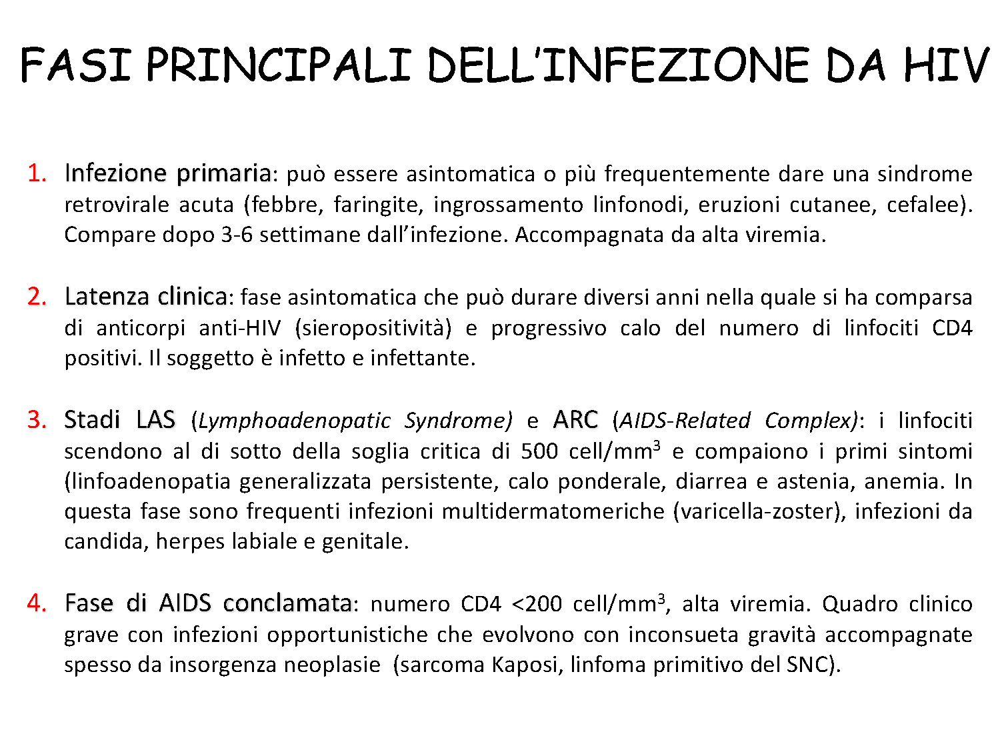 FASI PRINCIPALI DELL’INFEZIONE DA HIV
1. Infezione primaria: può essere asintomatica o più frequentemente dare una sindrome
retrovirale acuta (febbre, faringite, ingrossamento linfonodi, eruzioni cutanee, cefalee).
Compare dopo 3-6 settimane dall’infezione. Accompagnata da alta viremia.
2. Latenza clinica: fase asintomatica che può durare diversi anni nella quale si ha comparsa
di anticorpi anti-HIV (sieropositività) e progressivo calo del numero di linfociti CD4
positivi. Il soggetto è infetto e infettante.
3. Stadi LAS (Lymphoadenopatic Syndrome) e ARC (AIDS-Related Complex): i linfociti
scendono al di sotto della soglia critica di 500 cell/mm³ e compaiono i primi sintomi
(linfoadenopatia generalizzata persistente, calo ponderale, diarrea e astenia, anemia. In
questa fase sono frequenti infezioni multidermatomeriche (varicella-zoster), infezioni da
candida, herpes labiale e genitale.
4. Fase di AIDS conclamata: numero CD4 <200 cell/mm³, alta viremia. Quadro clinico
grave con infezioni opportunistiche che evolvono con inconsueta gravità accompagnate
spesso da insorgenza neoplasie (sarcoma Kaposi, linfoma primitivo del SNC).